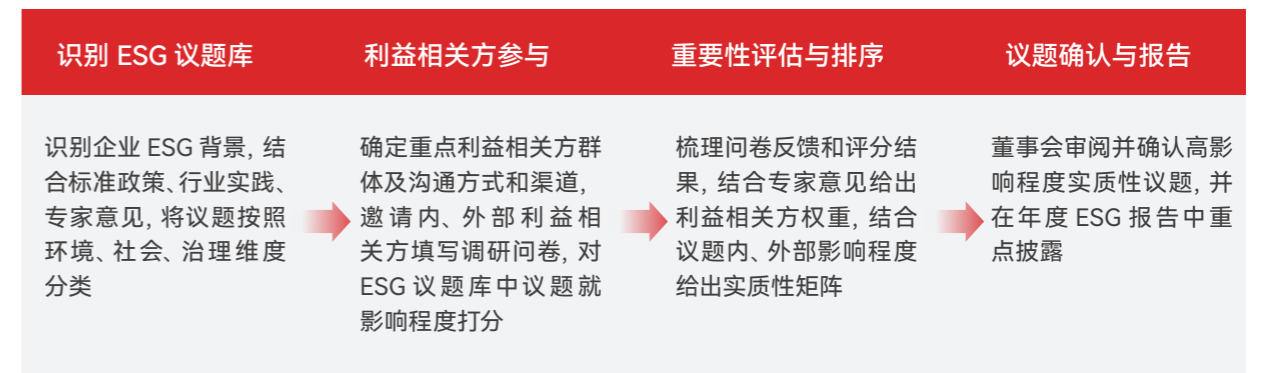 识别 ESG 议题库
利益相关方参与
重要性评估与排序
议题确认与报告
识别企业 ESG 背景, 结
合标准政策、行业实践、
专家意见, 将议题按照
环境、社会、治理维度
分类
确定重点利益相关方群
体及沟通方式和渠道,
邀请内、外部利益相
关方填写调研问卷, 对
ESG 议题库中议题就
影响程度打分
梳理问卷反馈和评分结
果, 结合专家意见给出
利益相关方权重, 结合
议题内、外部影响程度
给出实质性矩阵
董事会审阅并确认高影
响程度实质性议题, 并
在年度 ESG 报告中重
点披露